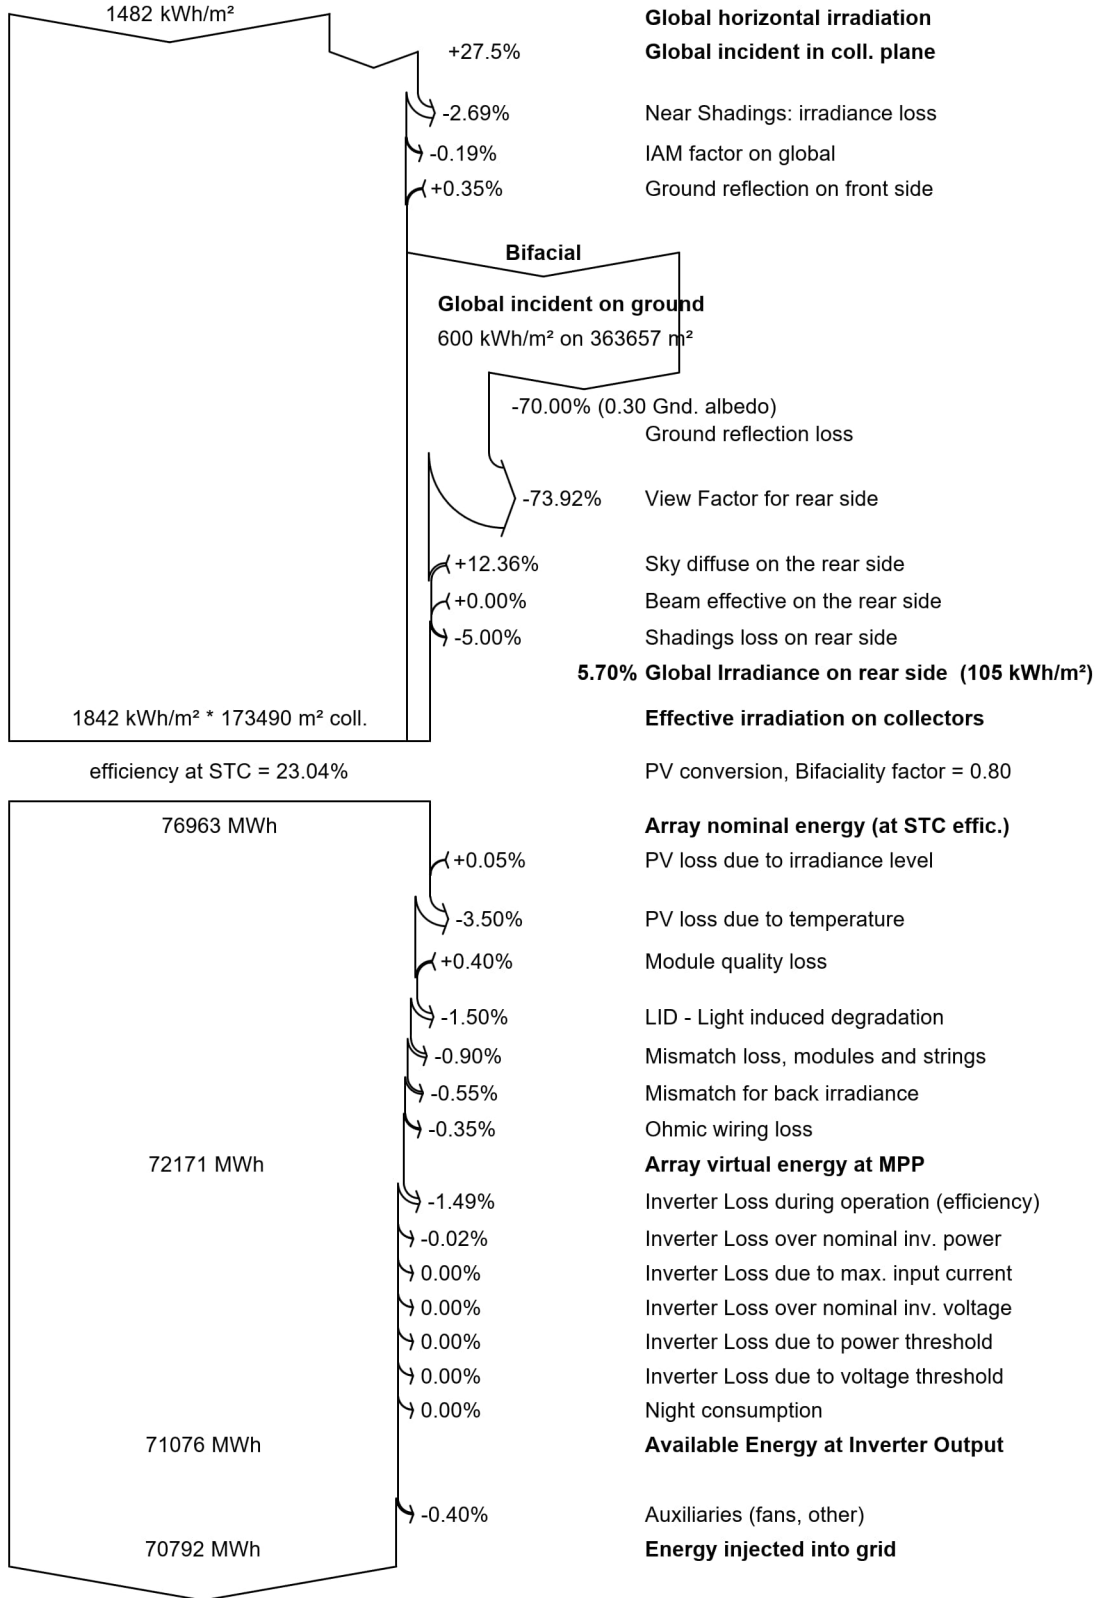 1482 kWh/m² Global horizontal irradiation
+27.5% Global incident in coll. plane
-2.69% Near Shadings: irradiance loss
-0.19% IAM factor on global
+0.35% Ground reflection on front side
Bifacial
Global incident on ground
600 kWh/m² on 363657 m²
-70.00% (0.30 Gnd. albedo)
Ground reflection loss
-73.92% View Factor for rear side
+12.36% Sky diffuse on the rear side
+0.00% Beam effective on the rear side
-5.00% Shadings loss on rear side
5.70% Global Irradiance on rear side (105 kWh/m²)
1842 kWh/m² * 173490 m² coll. Effective irradiation on collectors
efficiency at STC = 23.04% PV conversion, Bifaciality factor = 0.80
76963 MWh Array nominal energy (at STC effic.)
+0.05% PV loss due to irradiance level
-3.50% PV loss due to temperature
+0.40% Module quality loss
-1.50% LID - Light induced degradation
-0.90% Mismatch loss, modules and strings
-0.55% Mismatch for back irradiance
-0.35% Ohmic wiring loss
72171 MWh Array virtual energy at MPP
-1.49% Inverter Loss during operation (efficiency)
-0.02% Inverter Loss over nominal inv. power
0.00% Inverter Loss due to max. input current
0.00% Inverter Loss over nominal inv. voltage
0.00% Inverter Loss due to power threshold
0.00% Inverter Loss due to voltage threshold
0.00% Night consumption
71076 MWh Available Energy at Inverter Output
-0.40% Auxiliaries (fans, other)
70792 MWh Energy injected into grid